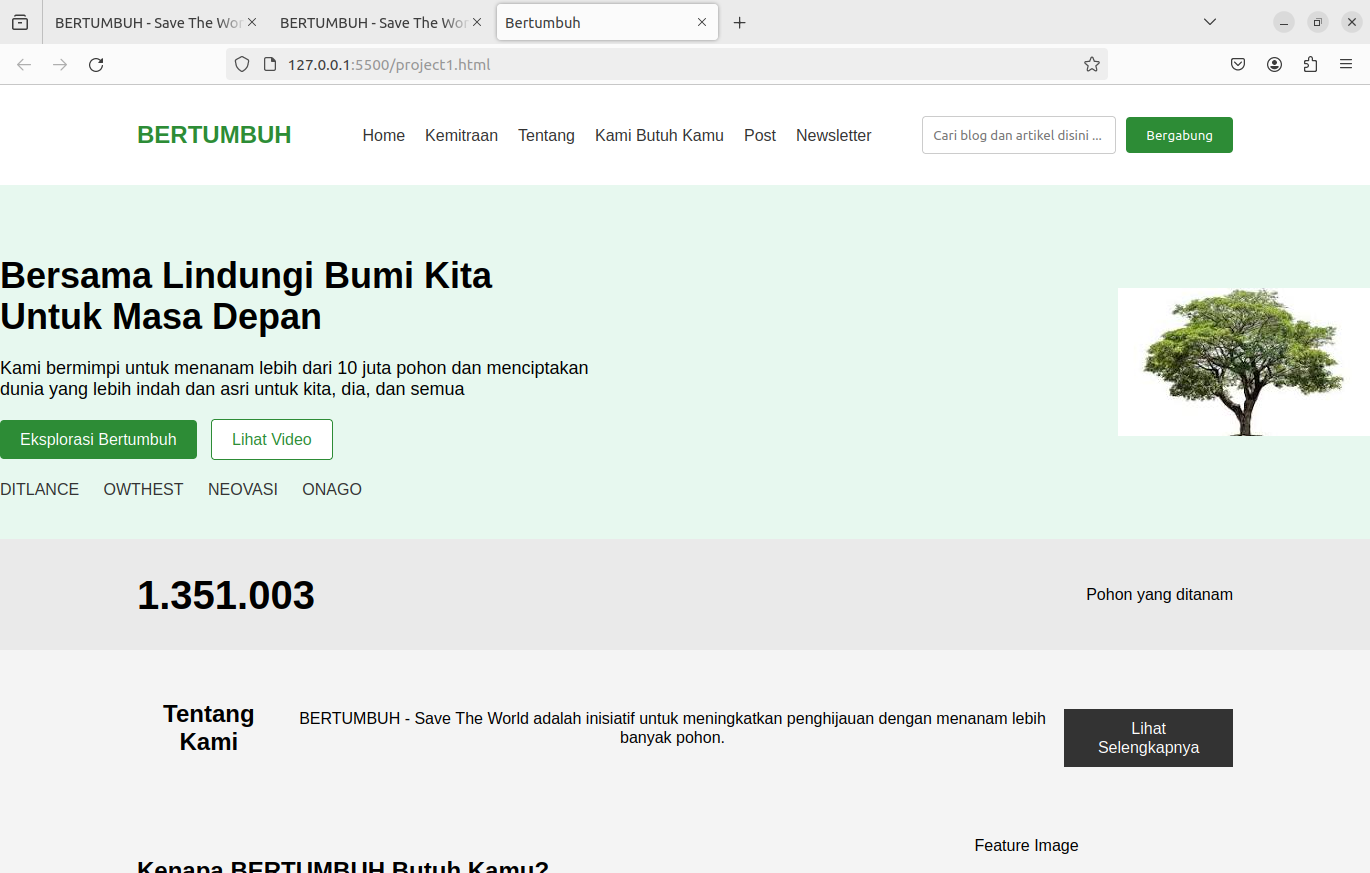 BERTUMBUH - Save The Wor
BERTUMBUH - Save The Wor
Bertumbuh
127.0.0.1:5500/project1.html
BERTUMBUH
Home Kemitraan Tentang Kami Butuh Kamu Post Newsletter
Cari blog dan artikel disini ...
Bergabung
Bersama Lindungi Bumi Kita
Untuk Masa Depan
Kami bermimpi untuk menanam lebih dari 10 juta pohon dan menciptakan
dunia yang lebih indah dan asri untuk kita, dia, dan semua
Eksplorasi Bertumbuh Lihat Video
DITLANCE OWTHEST NEOVASI ONAGO
1.351.003
Pohon yang ditanam
Tentang
Kami
BERTUMBUH - Save The World adalah inisiatif untuk meningkatkan penghijauan dengan menanam lebih
banyak pohon.
Lihat
Selengkapnya
Feature Image
Kenapa BERTUMBUH Butuh Kamu?